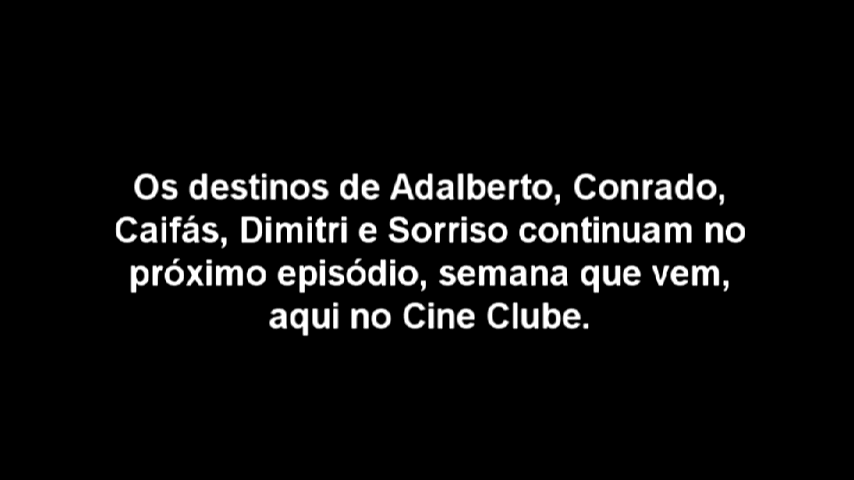 Os destinos de Adalberto, Conrado,
Caifás, Dimitri e Sorriso continuam no
próximo episódio, semana que vem,
aqui no Cine Clube.